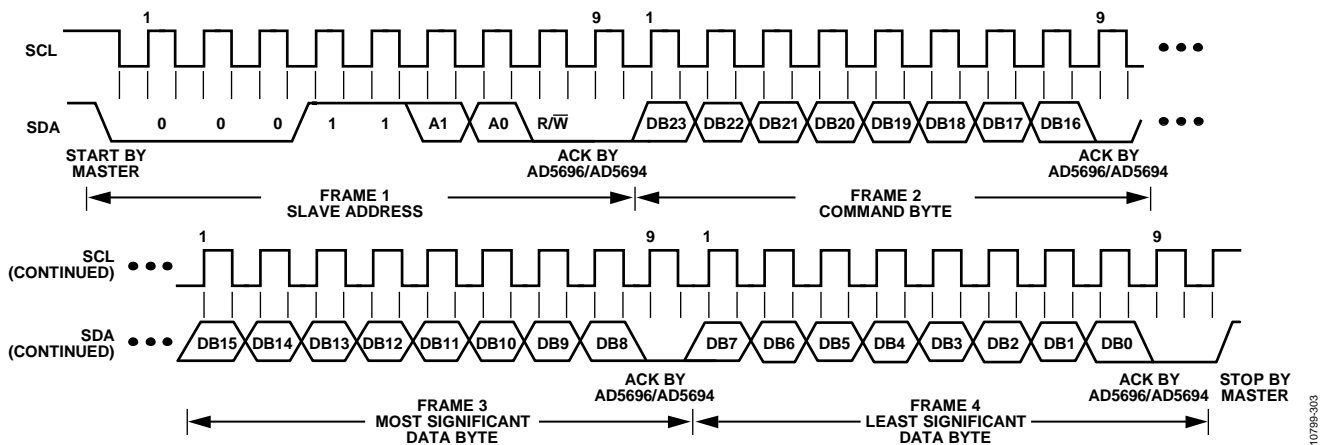 1 9 1 9
SCL
SDA 0 0 0 1 1 A1 A0 R/W̅ DB23 DB22 DB21 DB20 DB19 DB18 DB17 DB16
START BY
MASTER
ACK BY
AD5696/AD5694
ACK BY
AD5696/AD5694
FRAME 1
SLAVE ADDRESS
FRAME 2
COMMAND BYTE
1 9 1 9
SCL
(CONTINUED)
SDA
(CONTINUED)
DB15 DB14 DB13 DB12 DB11 DB10 DB9 DB8 DB7 DB6 DB5 DB4 DB3 DB2 DB1 DB0
ACK BY
AD5696/AD5694
ACK BY
AD5696/AD5694
STOP BY
MASTER
FRAME 3
MOST SIGNIFICANT
DATA BYTE
FRAME 4
LEAST SIGNIFICANT
DATA BYTE
10799-303